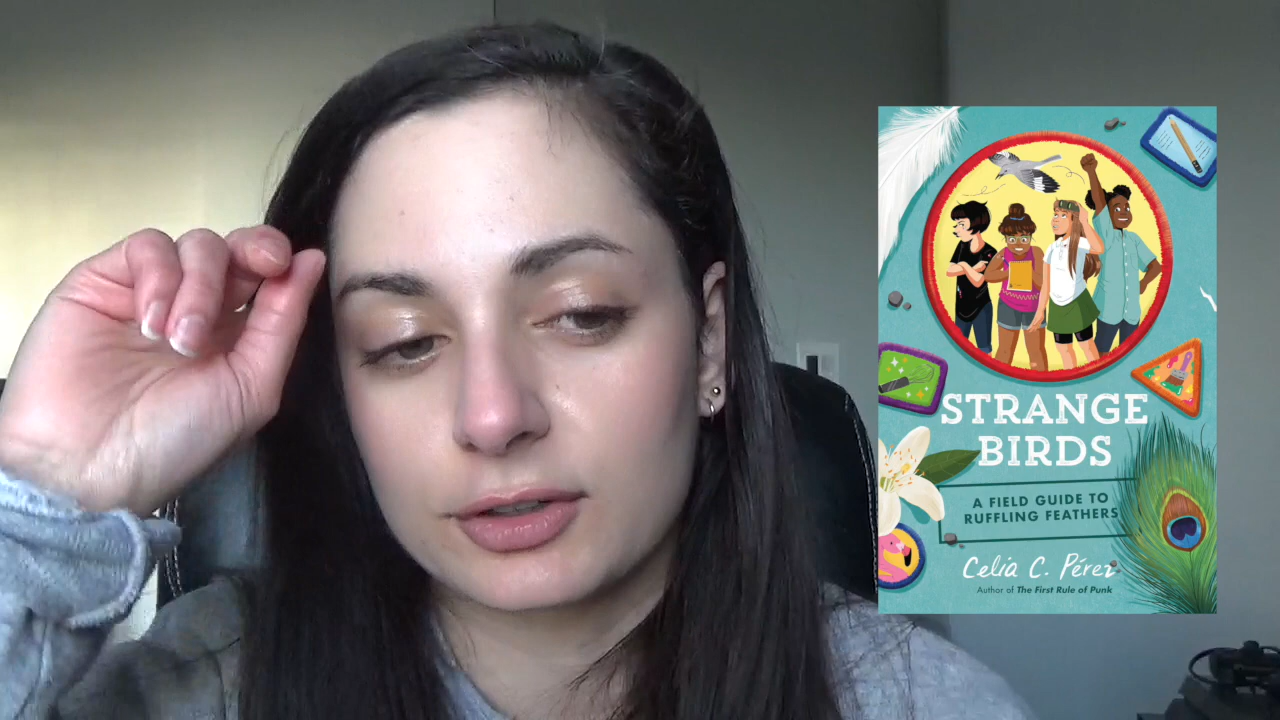 STRANGE
BIRDS
A FIELD GUIDE TO
RUFFLING FEATHERS
Celia C. Pérez
Author of The First Rule of Punk